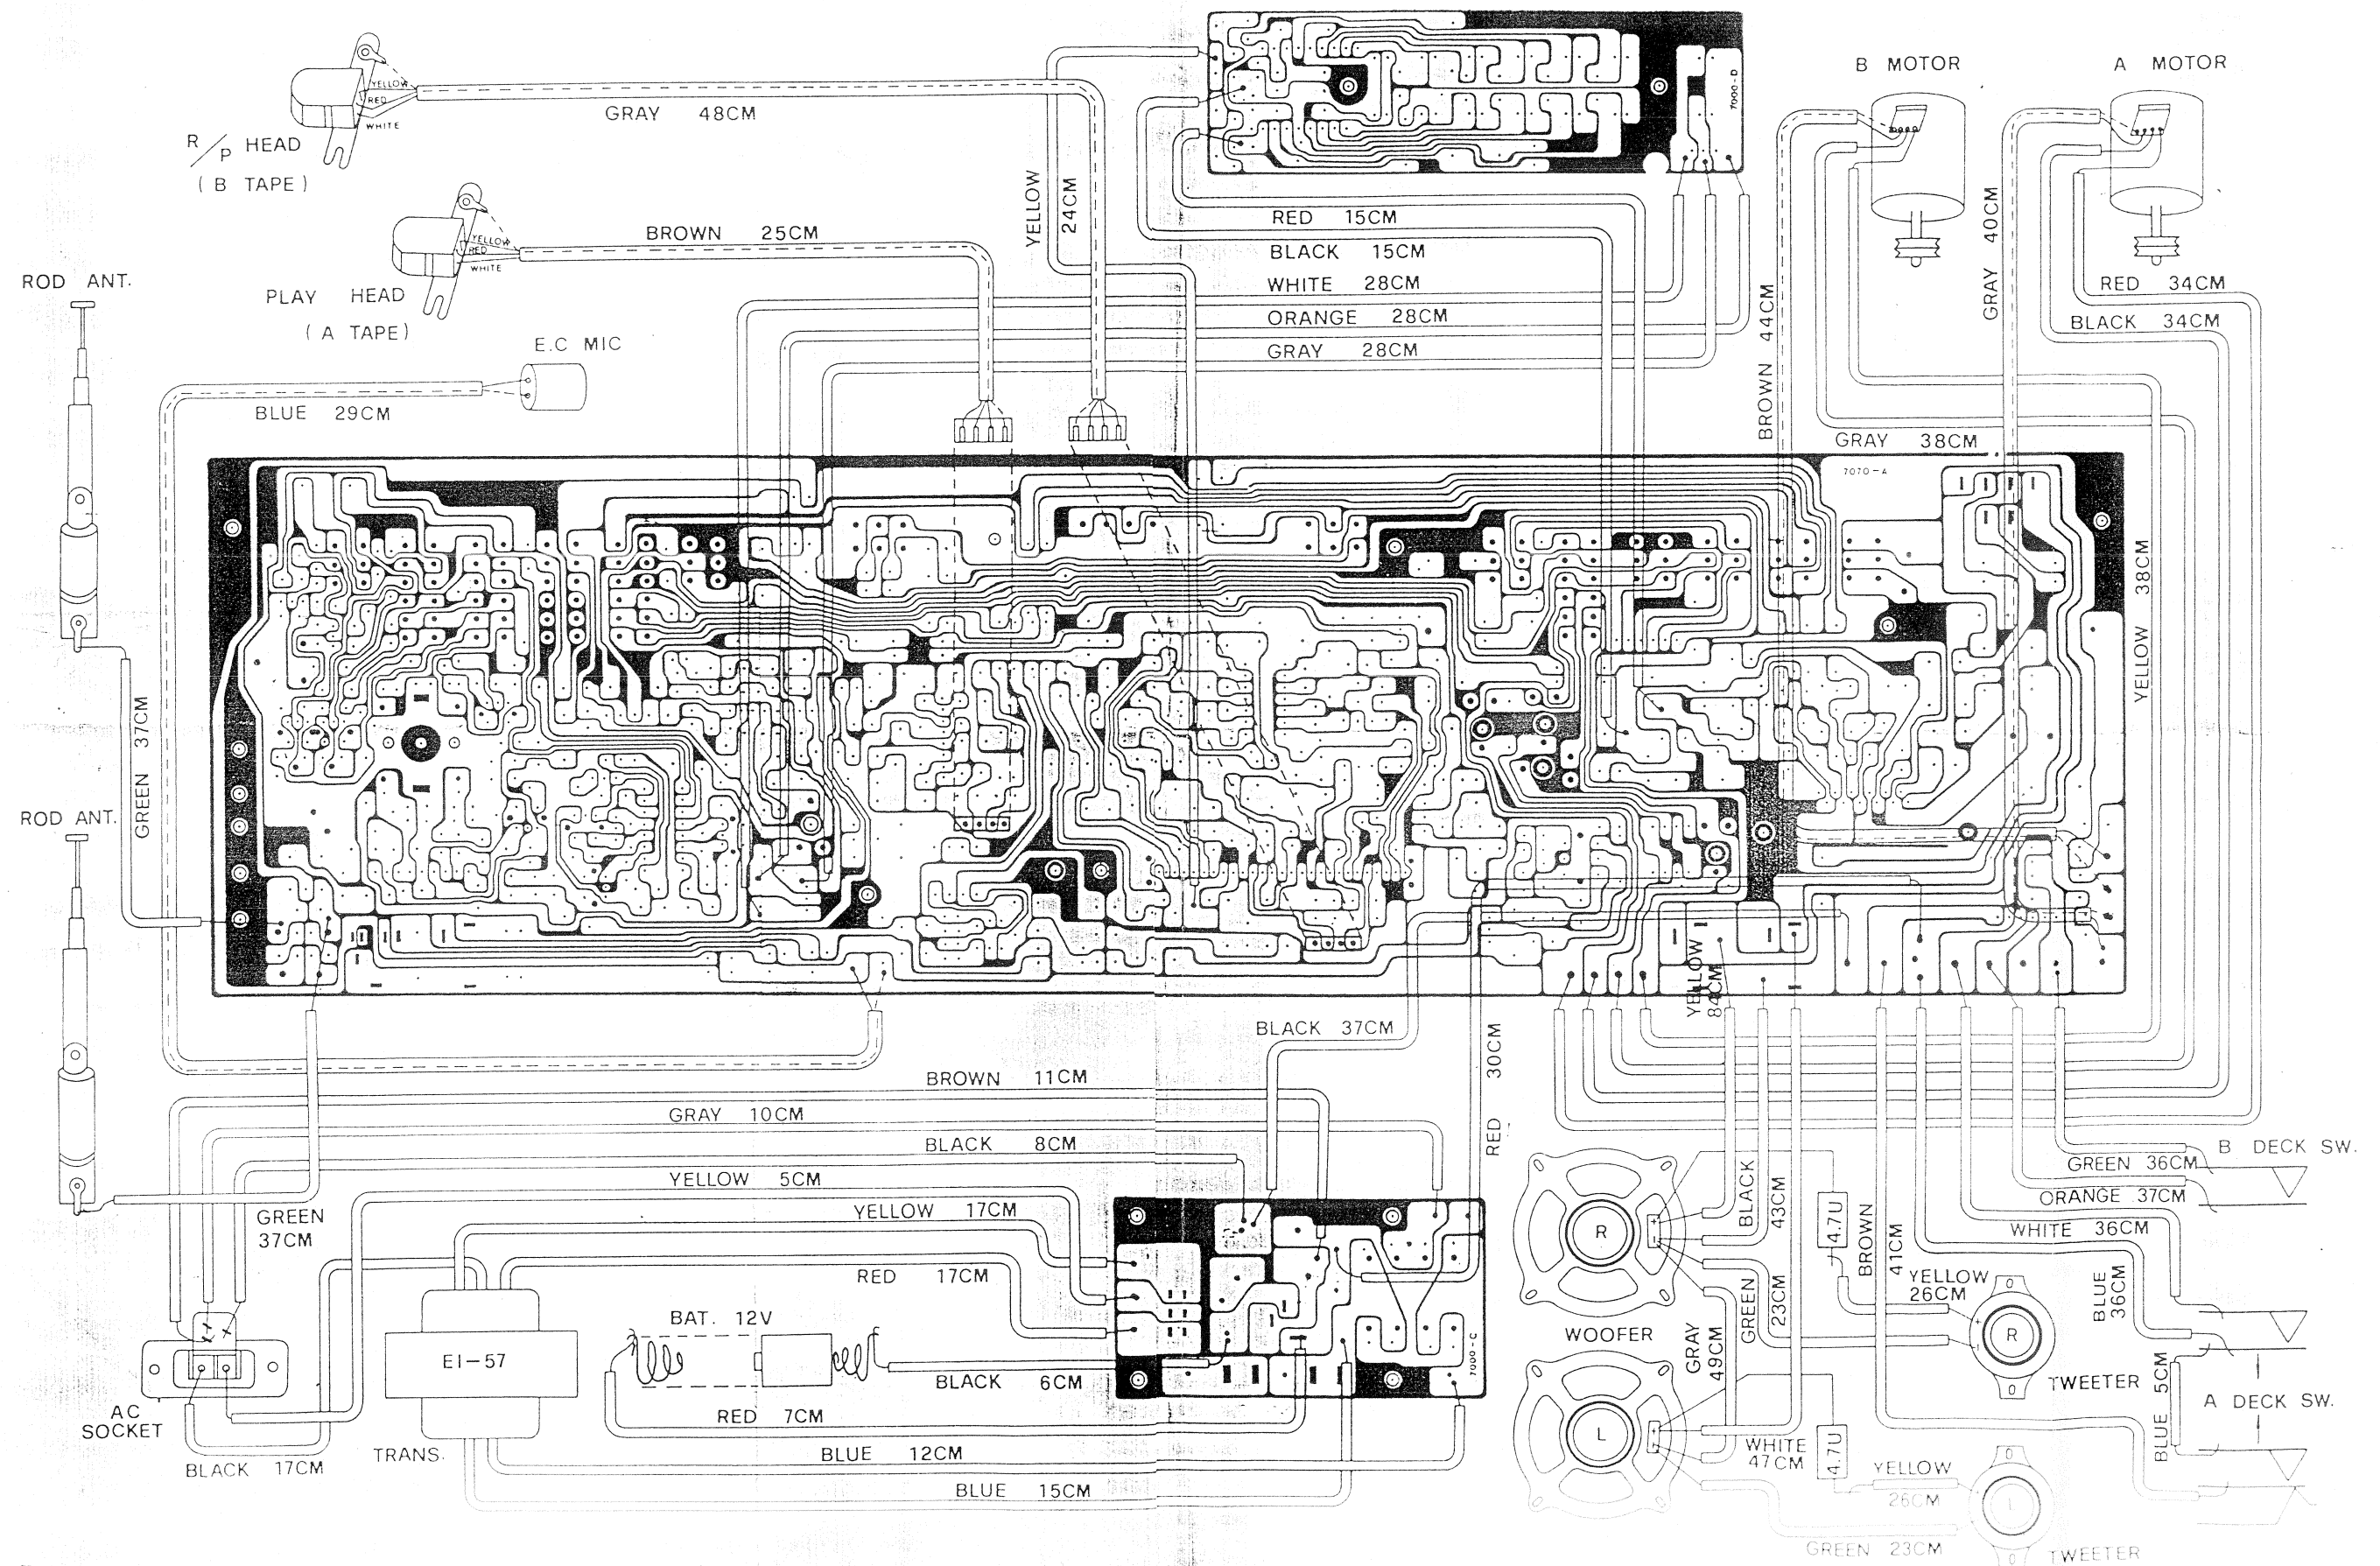 B MOTOR
A MOTOR
YELLOW
RED
WHITE
GRAY 48CM
R/P HEAD
( B TAPE )
7000-D
YELLOW 24CM
RED 15CM
BLACK 15CM
WHITE 28CM
ORANGE 28CM
GRAY 28CM
BROWN 25CM
YELLOW
RED
WHITE
PLAY HEAD
( A TAPE )
ROD ANT.
E.C MIC
BLUE 29CM
BROWN 44CM
GRAY 40CM
RED 34CM
BLACK 34CM
GRAY 38CM
7070-A
YELLOW 38CM
GREEN 37CM
ROD ANT.
YELLOW 84CM
BLACK 37CM
RED 30CM
BROWN 11CM
GRAY 10CM
BLACK 8CM
YELLOW 5CM
YELLOW 17CM
RED 17CM
GREEN
37CM
BAT. 12V
EI-57
BLACK 6CM
RED 7CM
BLUE 12CM
BLUE 15CM
AC
SOCKET
BLACK 17CM
TRANS.
7000-C
R
WOOFER
L
+
-
BLACK 43CM
GREEN 23CM
GRAY 49CM
WHITE
47CM
4.7U
4.7U
BROWN 41CM
YELLOW
26CM
R
TWEETER
YELLOW
26CM
L
TWEETER
GREEN 23CM
B DECK SW.
GREEN 36CM
ORANGE 37CM
WHITE 36CM
BLUE 36CM
BLUE 5CM
A DECK SW.